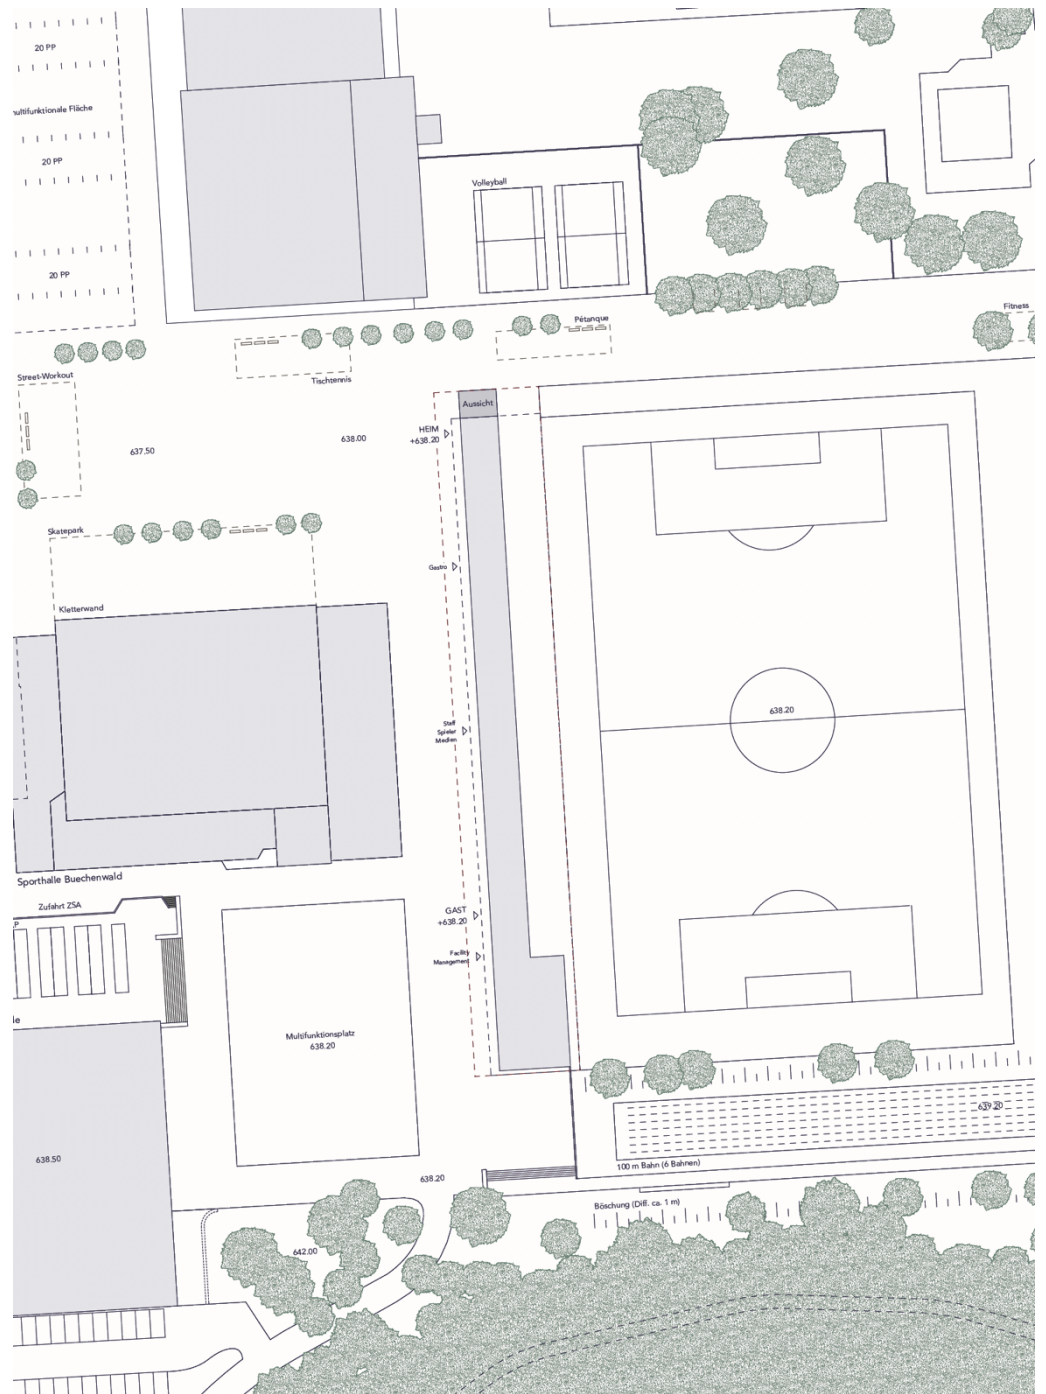 20 PP
multifunktionale Fläche
20 PP
Volleyball
20 PP
Fitness
Pétanque
Street-Workout
Tischtennis
Aussicht
HEIM
+638.20
638.00
637.50
Skatepark
Gastro
Kletterwand
638.20
Staff
Spieler
Medien
Sporthalle Buechenwald
Zufahrt ZSA
GAST
+638.20
Facility
Management
Multifunktionsplatz
638.20
639.20
638.50
100 m Bahn (6 Bahnen)
638.20
Böschung (Diff. ca. 1 m)
642.00